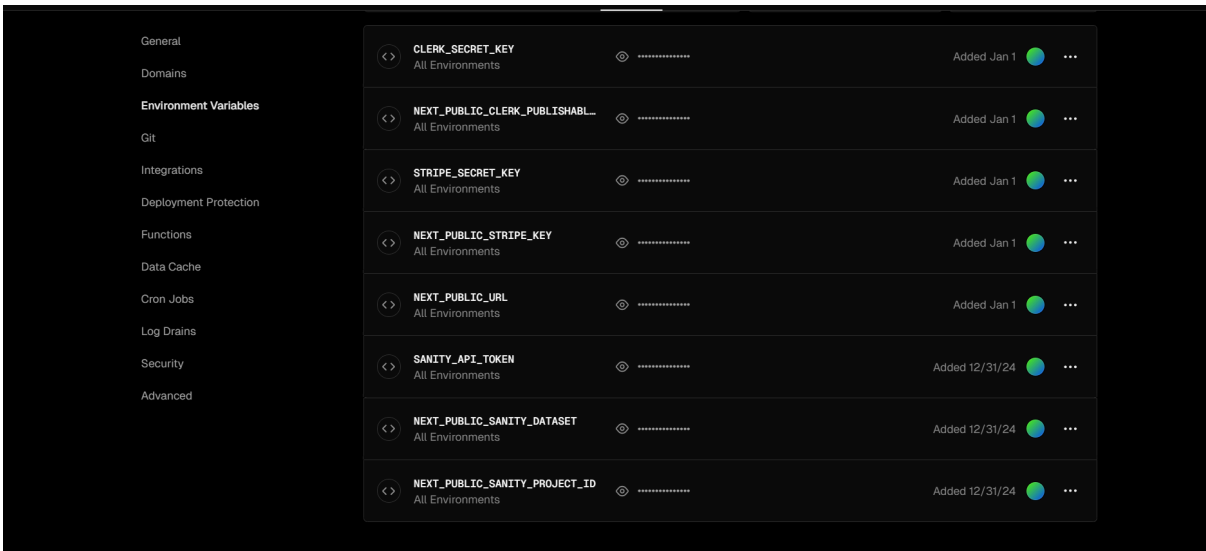 General
Domains
Environment Variables
Git
Integrations
Deployment Protection
Functions
Data Cache
Cron Jobs
Log Drains
Security
Advanced
CLERK_SECRET_KEY
All Environments
••••••••••••••• Added Jan 1
NEXT_PUBLIC_CLERK_PUBLISHABL…
All Environments
••••••••••••••• Added Jan 1
STRIPE_SECRET_KEY
All Environments
••••••••••••••• Added Jan 1
NEXT_PUBLIC_STRIPE_KEY
All Environments
••••••••••••••• Added Jan 1
NEXT_PUBLIC_URL
All Environments
••••••••••••••• Added Jan 1
SANITY_API_TOKEN
All Environments
••••••••••••••• Added 12/31/24
NEXT_PUBLIC_SANITY_DATASET
All Environments
••••••••••••••• Added 12/31/24
NEXT_PUBLIC_SANITY_PROJECT_ID
All Environments
••••••••••••••• Added 12/31/24